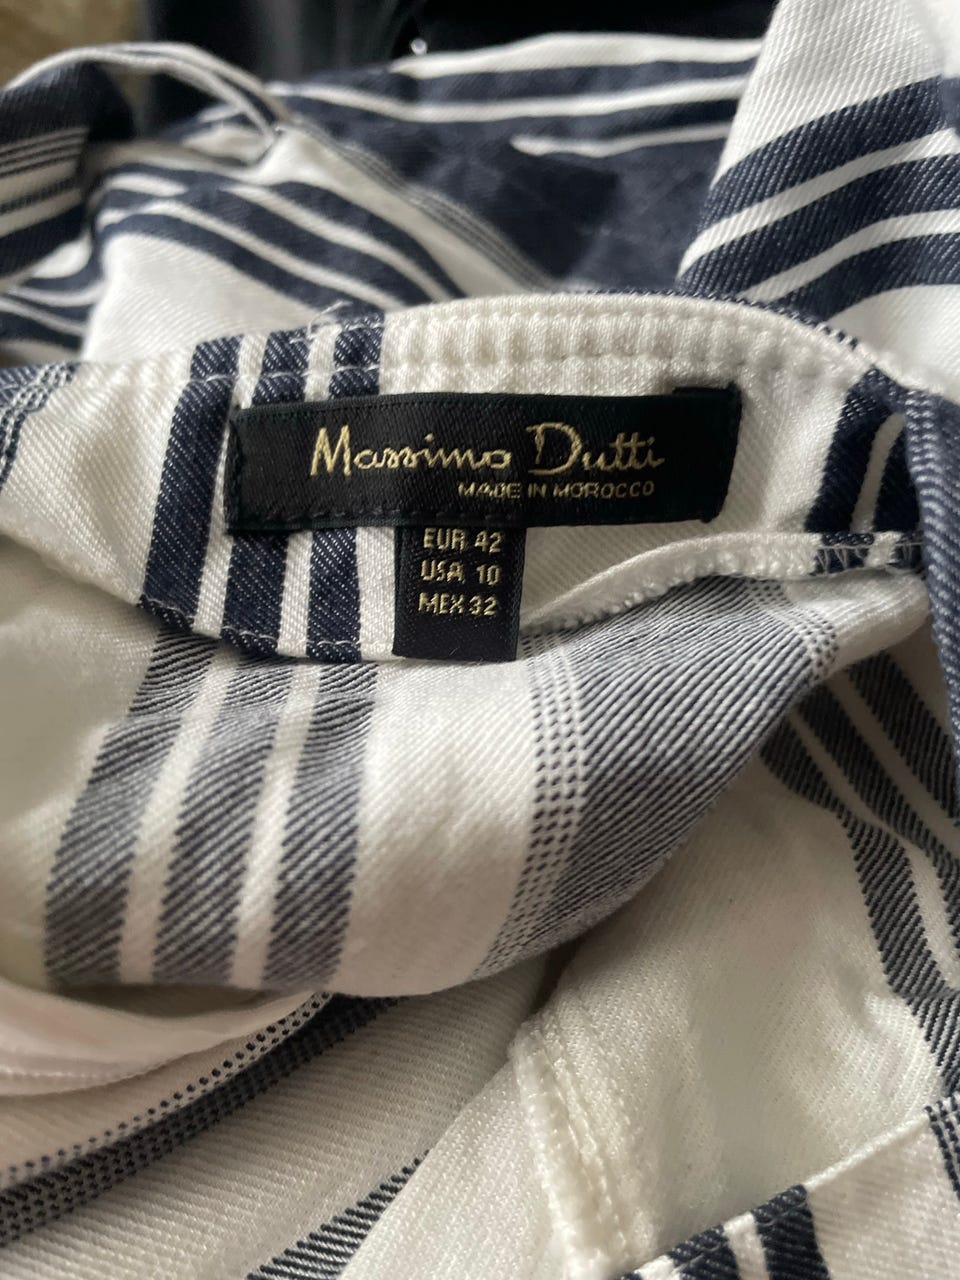 Massimo Dutti
MADE IN MOROCCO
EUR 42
USA 10
MEX 32